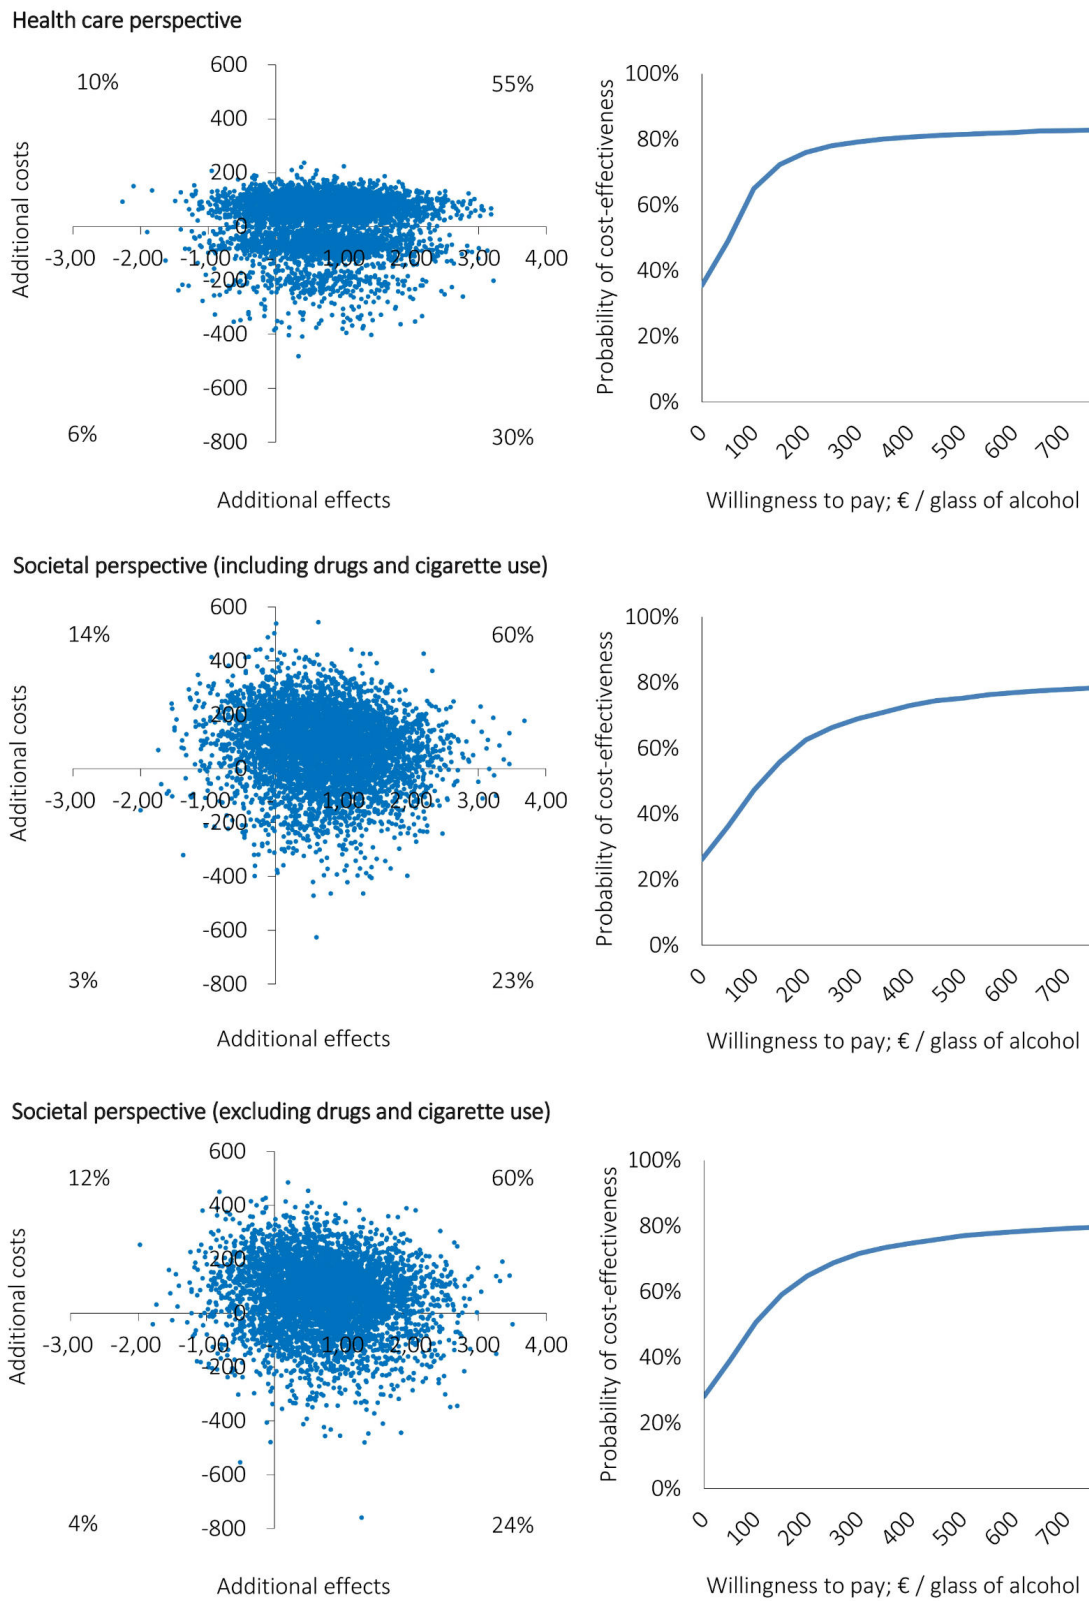 Health care perspective
10%
55%
600
400
200
0
-200
-400
-600
-800
-3,00 -2,00 -1,00 1,00 2,00 3,00 4,00
Additional costs
6%
30%
Additional effects
100%
80%
60%
40%
20%
0%
Probability of cost-effectiveness
0 100 200 300 400 500 600 700
Willingness to pay; € / glass of alcohol
Societal perspective (including drugs and cigarette use)
14%
60%
600
400
200
0
-200
-400
-600
-800
-3,00 -2,00 -1,00 1,00 2,00 3,00 4,00
Additional costs
3%
23%
Additional effects
100%
80%
60%
40%
20%
0%
Probability of cost-effectiveness
0 100 200 300 400 500 600 700
Willingness to pay; € / glass of alcohol
Societal perspective (excluding drugs and cigarette use)
12%
60%
600
400
200
0
-200
-400
-600
-800
-3,00 -2,00 -1,00 1,00 2,00 3,00 4,00
Additional costs
4%
24%
Additional effects
100%
80%
60%
40%
20%
0%
Probability of cost-effectiveness
0 100 200 300 400 500 600 700
Willingness to pay; € / glass of alcohol